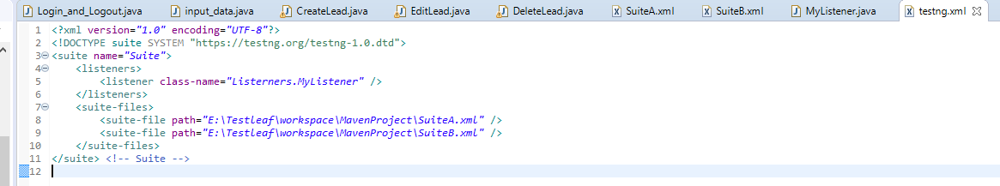 Login_and_Logout.java input_data.java CreateLead.java EditLead.java DeleteLead.java SuiteA.xml SuiteB.xml MyListener.java testng.xml
1 <?xml version="1.0" encoding="UTF-8"?>
2 <!DOCTYPE suite SYSTEM "https://testng.org/testng-1.0.dtd">
3 <suite name="Suite">
4 <listeners>
5 <listener class-name="Listerners.MyListener" />
6 </listeners>
7 <suite-files>
8 <suite-file path="E:\Testleaf\workspace\MavenProject\SuiteA.xml" />
9 <suite-file path="E:\Testleaf\workspace\MavenProject\SuiteB.xml" />
10 </suite-files>
11 </suite> <!-- Suite -->
12